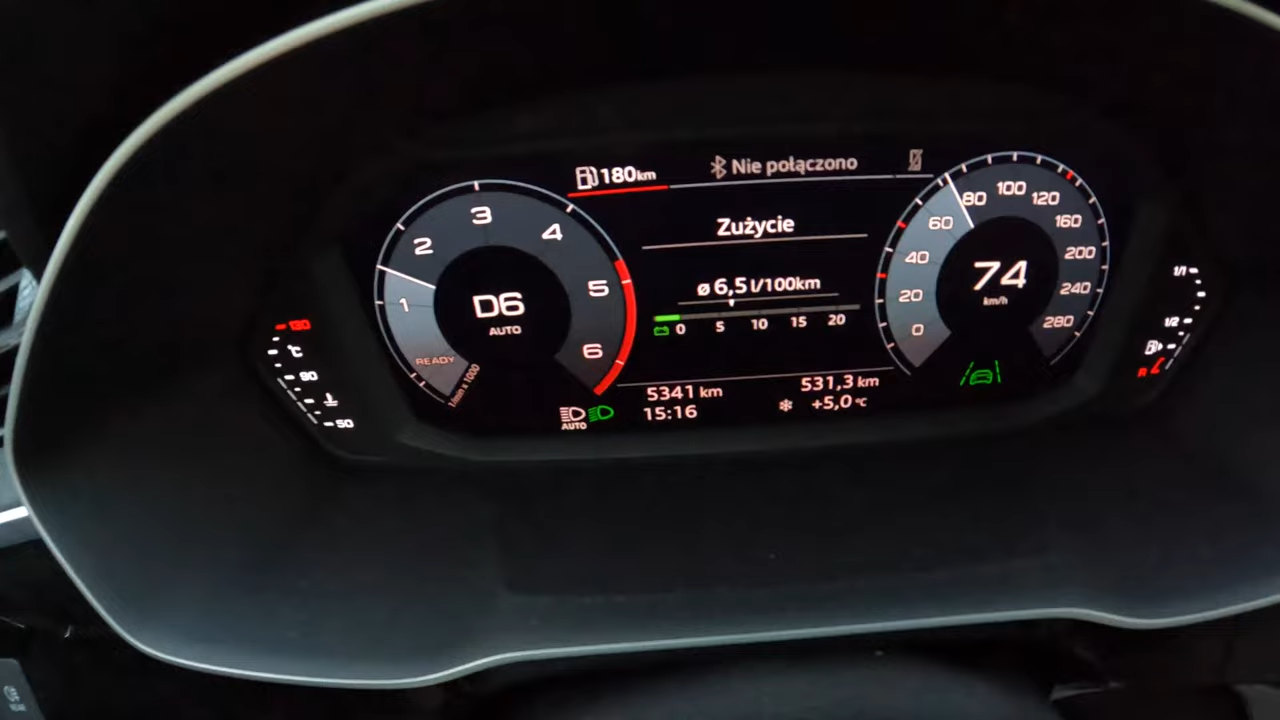 180km
Nie połączono
Zużycie
ø 6,5 l/100km
0 5 10 15 20
1 2 3 4 5 6
READY
1/min x 1000
D6
AUTO
0 20 40 60 80 100 120 160 200 240 280
74
km/h
130
°C
90
50
1/1
1/2
R
5341 km
531,3 km
15:16
+5,0 °C
AUTO